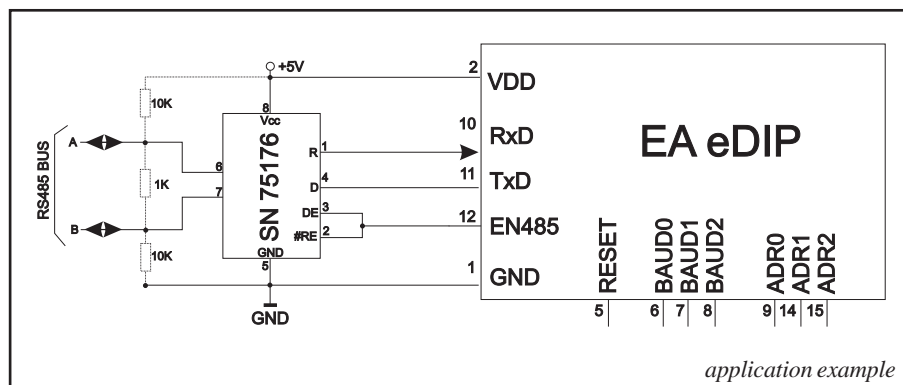 +5V
2
VDD
10K
8
Vcc
10
RxD
EA eDIP
A
R
1
6
11
TxD
RS485 BUS
1K
SN 75176
D
4
7
DE
3
12
EN485
B
#RE
2
10K
GND
5
1
GND
GND
RESET
BAUD0
BAUD1
BAUD2
ADR0
ADR1
ADR2
5
6
7
8
9
14
15
application example